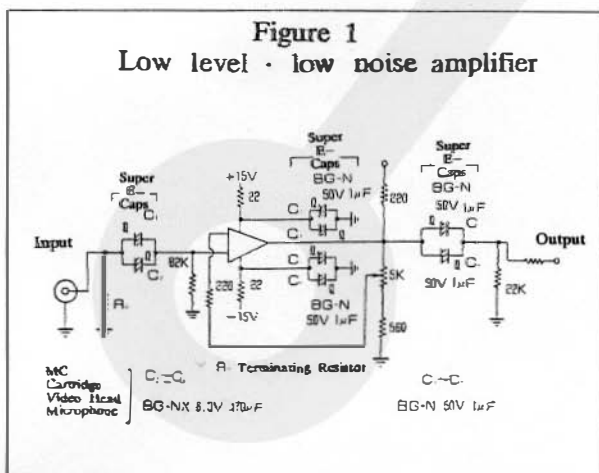 Figure 1
Low level · low noise amplifier
Super
E-
Caps
BG-N
50V 1μF
Super
E-
Caps
BG-N
50V 1μF
Super
E-
Caps
+15V
22
220
Input
82K
220
22
-15V
BG-N
50V 1μF
5K
560
50V 1μF
22K
Output
Terminating Resistor
MC
Cartridge
Video Head
Microphone
BG-NX
BG-N 50V 1μF